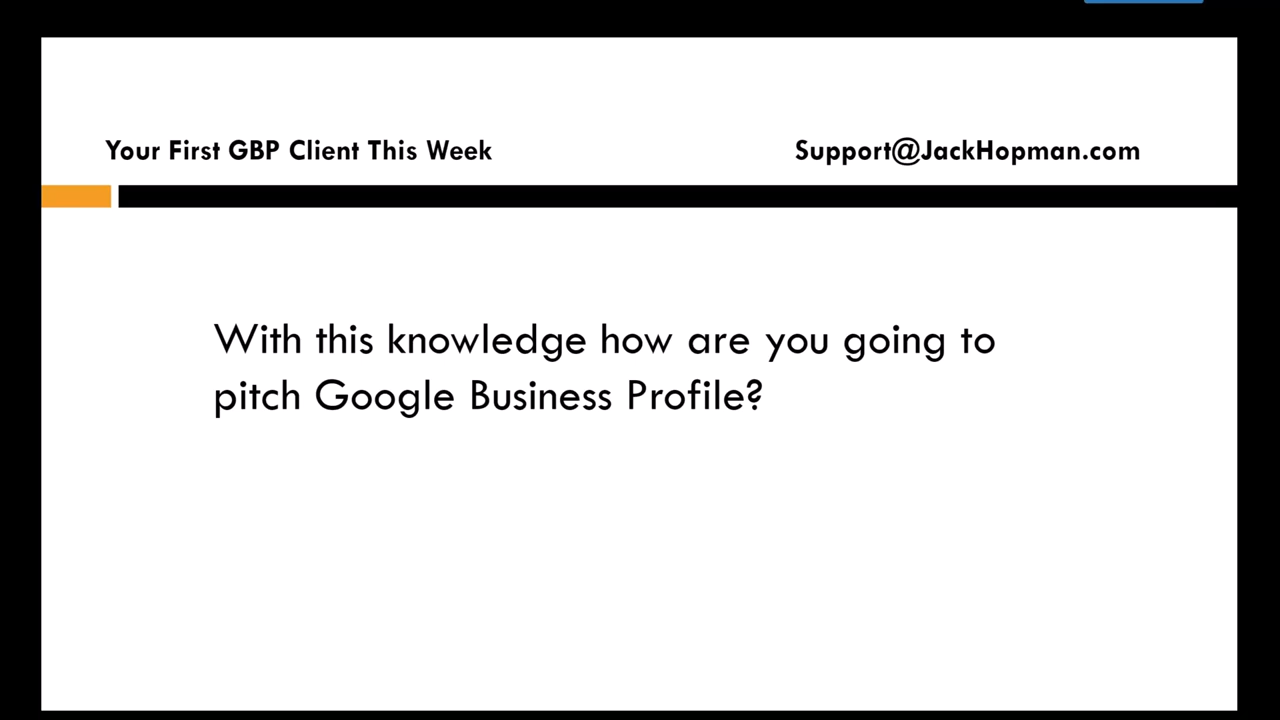 Your First GBP Client This Week
Support@JackHopman.com
With this knowledge how are you going to
pitch Google Business Profile?